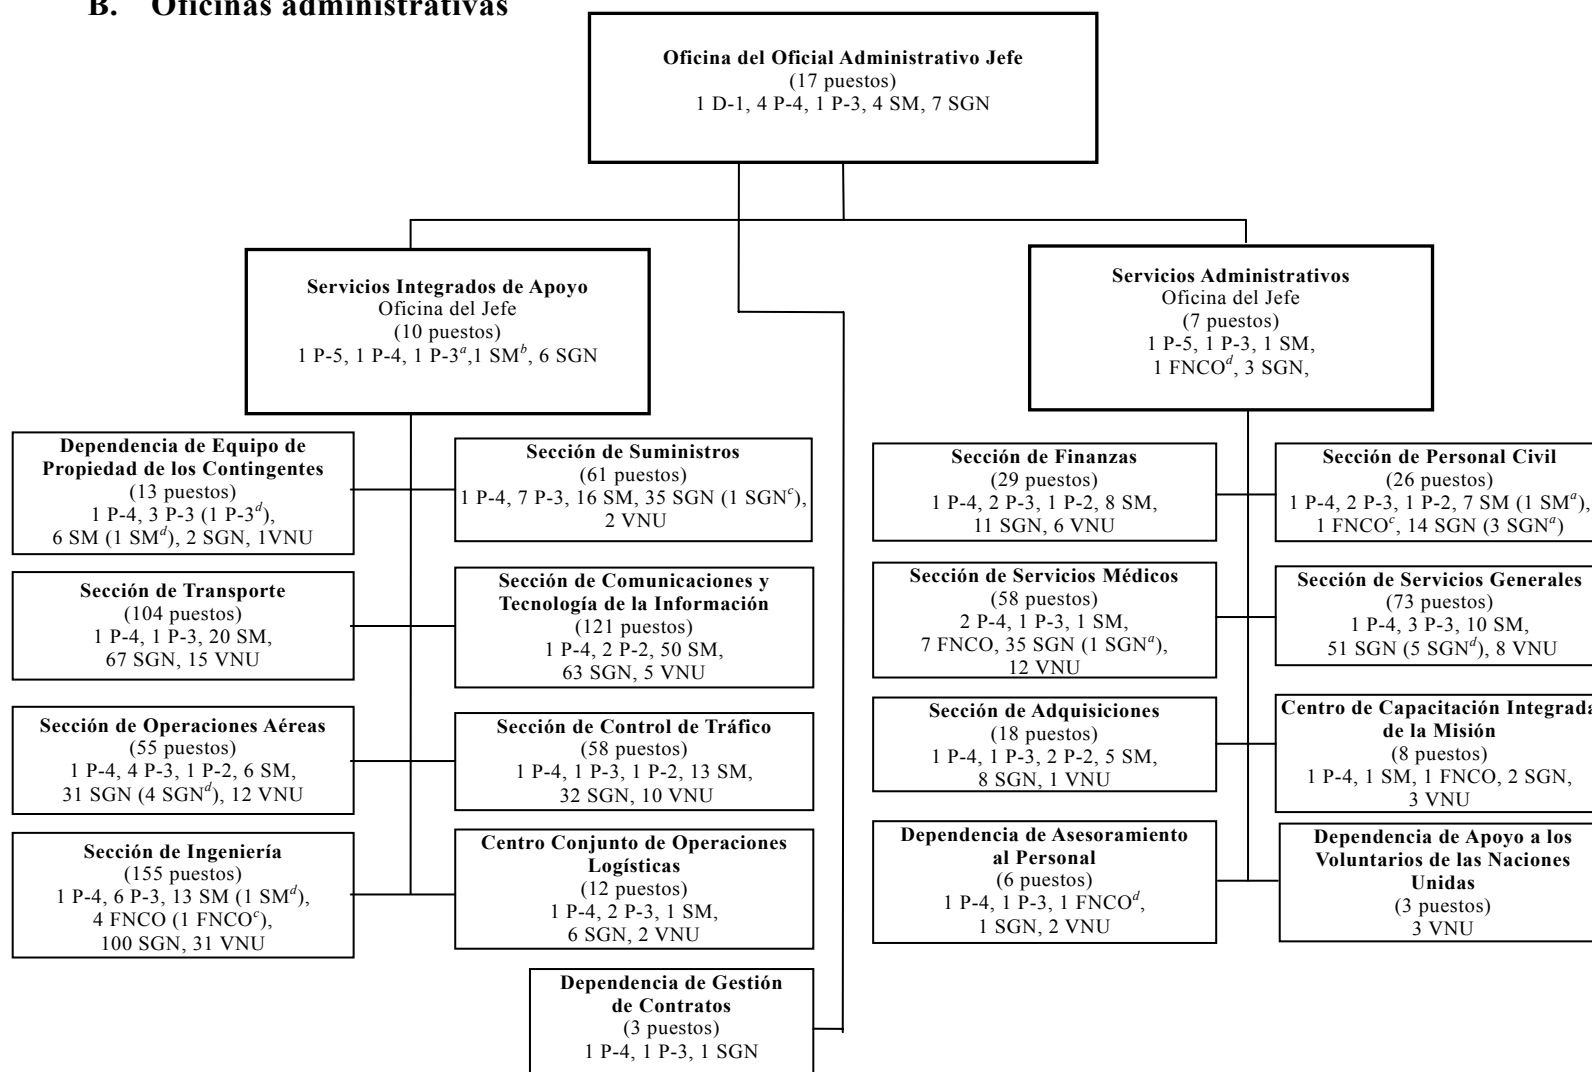 B. Oficinas administrativas
Oficina del Oficial Administrativo Jefe
(17 puestos)
1 D-1, 4 P-4, 1 P-3, 4 SM, 7 SGN
Servicios Integrados de Apoyo
Oficina del Jefe
(10 puestos)
1 P-5, 1 P-4, 1 P-3a,1 SMb, 6 SGN
Servicios Administrativos
Oficina del Jefe
(7 puestos)
1 P-5, 1 P-3, 1 SM,
1 FNCOd, 3 SGN,
Dependencia de Equipo de
Propiedad de los Contingentes
(13 puestos)
1 P-4, 3 P-3 (1 P-3d),
6 SM (1 SMd), 2 SGN, 1VNU
Sección de Suministros
(61 puestos)
1 P-4, 7 P-3, 16 SM, 35 SGN (1 SGNc),
2 VNU
Sección de Finanzas
(29 puestos)
1 P-4, 2 P-3, 1 P-2, 8 SM,
11 SGN, 6 VNU
Sección de Personal Civil
(26 puestos)
1 P-4, 2 P-3, 1 P-2, 7 SM (1 SMa),
1 FNCOc, 14 SGN (3 SGNa)
Sección de Transporte
(104 puestos)
1 P-4, 1 P-3, 20 SM,
67 SGN, 15 VNU
Sección de Comunicaciones y
Tecnología de la Información
(121 puestos)
1 P-4, 2 P-2, 50 SM,
63 SGN, 5 VNU
Sección de Servicios Médicos
(58 puestos)
2 P-4, 1 P-3, 1 SM,
7 FNCO, 35 SGN (1 SGNa),
12 VNU
Sección de Servicios Generales
(73 puestos)
1 P-4, 3 P-3, 10 SM,
51 SGN (5 SGNd), 8 VNU
Sección de Operaciones Aéreas
(55 puestos)
1 P-4, 4 P-3, 1 P-2, 6 SM,
31 SGN (4 SGNd), 12 VNU
Sección de Control de Tráfico
(58 puestos)
1 P-4, 1 P-3, 1 P-2, 13 SM,
32 SGN, 10 VNU
Sección de Adquisiciones
(18 puestos)
1 P-4, 1 P-3, 2 P-2, 5 SM,
8 SGN, 1 VNU
Centro de Capacitación Integrada
de la Misión
(8 puestos)
1 P-4, 1 SM, 1 FNCO, 2 SGN,
3 VNU
Sección de Ingeniería
(155 puestos)
1 P-4, 6 P-3, 13 SM (1 SMd),
4 FNCO (1 FNCOc),
100 SGN, 31 VNU
Centro Conjunto de Operaciones
Logísticas
(12 puestos)
1 P-4, 2 P-3, 1 SM,
6 SGN, 2 VNU
Dependencia de Asesoramiento
al Personal
(6 puestos)
1 P-4, 1 P-3, 1 FNCOd,
1 SGN, 2 VNU
Dependencia de Apoyo a los
Voluntarios de las Naciones
Unidas
(3 puestos)
3 VNU
Dependencia de Gestión
de Contratos
(3 puestos)
1 P-4, 1 P-3, 1 SGN